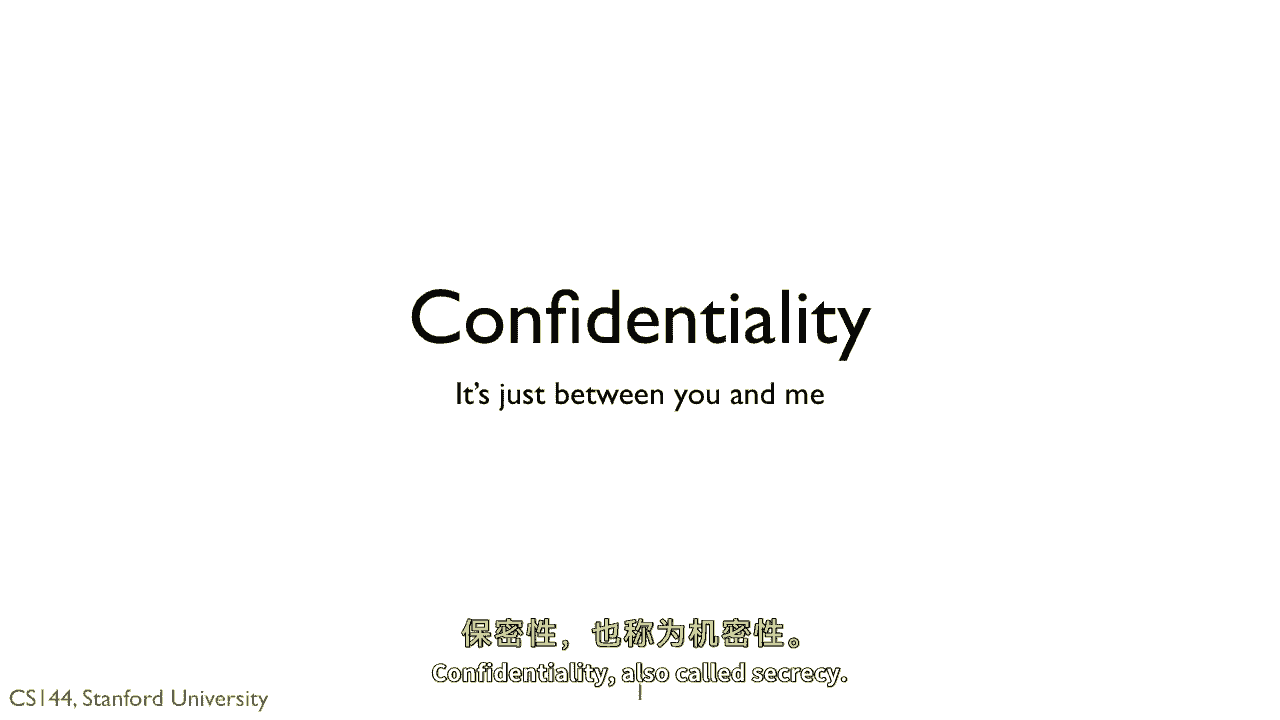 Confidentiality
It's just between you and me
保密性，也称为机密性。
Confidentiality, also called secrecy.
1
CS144, Stanford University